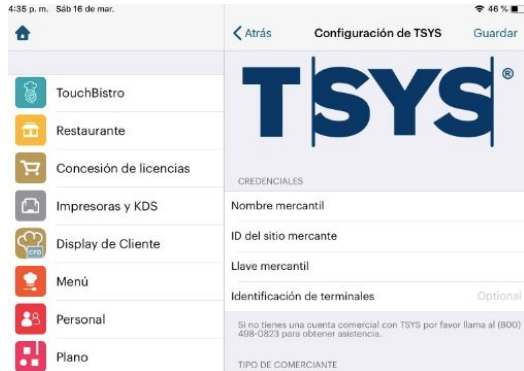 4:35 p. m. Sáb 16 de mar.
46 %
Atrás
Configuración de TSYS
Guardar
TouchBistro
Restaurante
Concesión de licencias
Impresoras y KDS
CFD
Display de Cliente
Menú
Personal
Plano
TSYS®
CREDENCIALES
Nombre mercantil
ID del sitio mercante
Llave mercantil
Identificación de terminales
Optional
Si no tienes una cuenta comercial con TSYS por favor llama al (800)
498-0823 para obtener asistencia.
TIPO DE COMERCIANTE